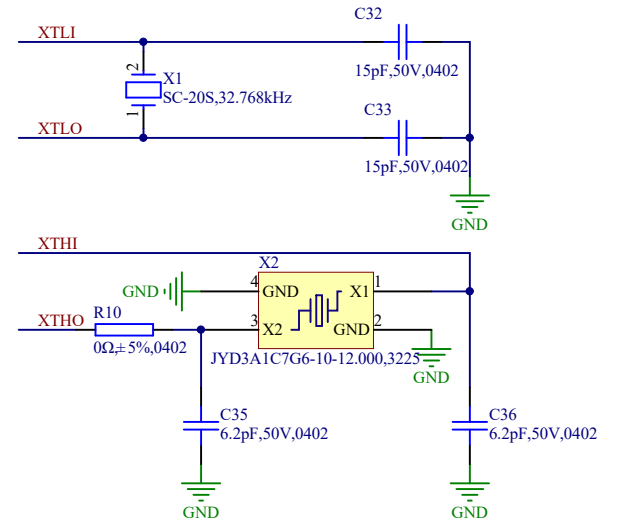 C32
XTLI
15pF,50V,0402
2
X1
SC-20S,32.768kHz
1
C33
XTLO
15pF,50V,0402
GND
XTHI
X2
4
GND
GND
X1
1
R10
XTHO
3
X2
GND
2
0Ω,±5%,0402
JYD3A1C7G6-10-12.000,3225
GND
C35
6.2pF,50V,0402
C36
6.2pF,50V,0402
GND
GND